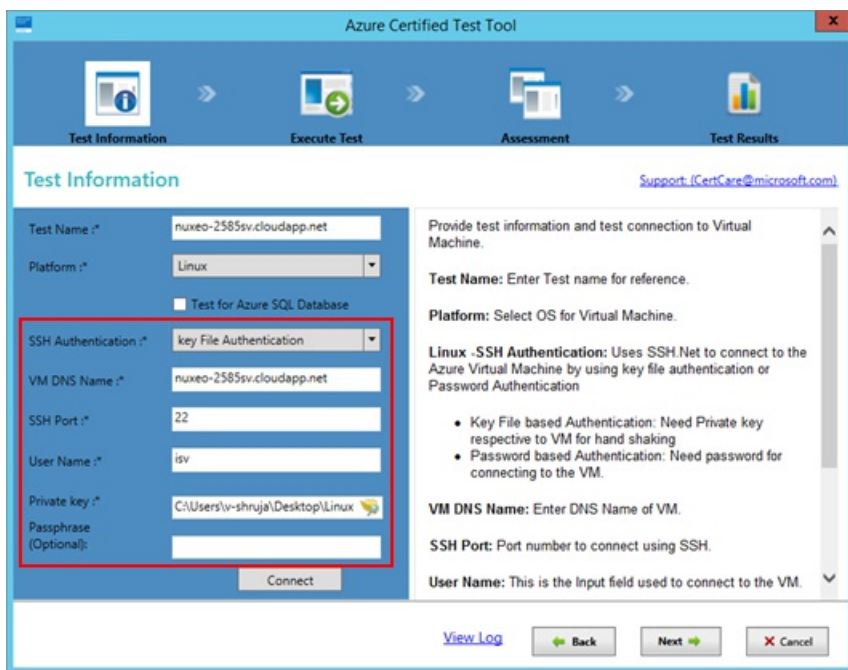 Azure Certified Test Tool
x
Test Information
Execute Test
Assessment
Test Results
Test Information
Support: (CertCare@microsoft.com)
Test Name :*
nuxeo-2585sv.cloudapp.net
Platform :*
Linux
Test for Azure SQL Database
SSH Authentication :*
key File Authentication
VM DNS Name :*
nuxeo-2585sv.cloudapp.net
SSH Port :*
22
User Name :*
isv
Private key :*
C:\Users\v-shruja\Desktop\Linux
Passphrase
(Optional):
Connect
Provide test information and test connection to Virtual
Machine.
Test Name: Enter Test name for reference.
Platform: Select OS for Virtual Machine.
Linux -SSH Authentication: Uses SSH.Net to connect to the
Azure Virtual Machine by using key file authentication or
Password Authentication
• Key File based Authentication: Need Private key
respective to VM for hand shaking
• Password based Authentication: Need password for
connecting to the VM.
VM DNS Name: Enter DNS Name of VM.
SSH Port: Port number to connect using SSH.
User Name: This is the Input field used to connect to the VM.
View Log
Back
Next
Cancel